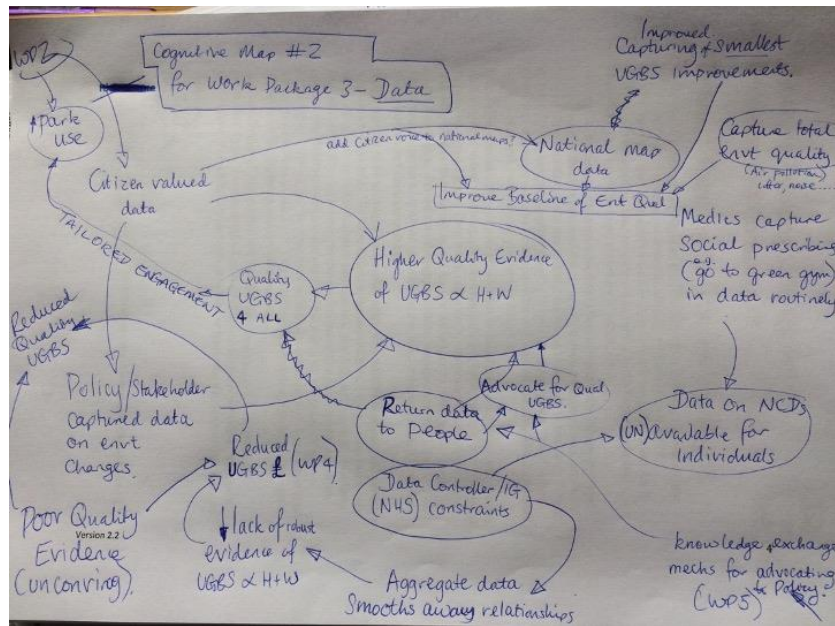 WP2
Cognitive Map #2
for Work Package 3 - Data
Improved
Capturing of smallest
UGBS improvements.
↑ Park
use
Citizen valued
data
add citizen voice to national maps?
National map
data
Capture total
envt quality
(Air pollution,
litter, noise....
Improve Baseline of Ent Qual
TAILORED ENGAGEMENT
Quality
UGBS
4 ALL
Higher Quality Evidence
of UGBS ∝ H+W
Medics capture
social prescribing
(e.g. go to green gym)
in data routinely
Reduced
Quality
UGBS
Policy/Stakeholder
captured data
on envt
changes.
Return data
to People
Advocate for Qual
UGBS.
Data on NCDs
(UN)available for
individuals
Reduced
UGBS £ (WP4)
Data Controller/IG
(NHS) constraints
Poor Quality
Version 2.2
Evidence
(unconving).
↓ lack of robust
evidence of
UGBS ∝ H+W
Aggregate data
Smooths away relationships
knowledge exchange
mechs for advocating
to Policy.
(WP5)